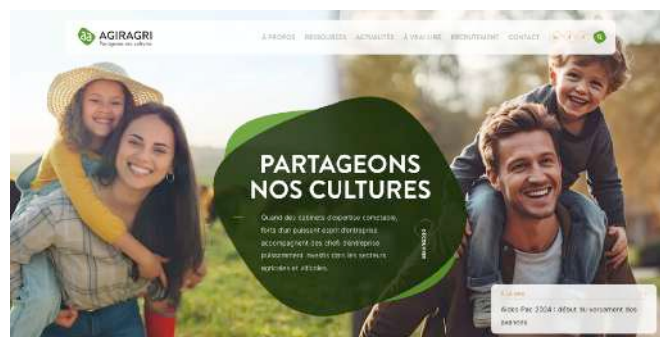 AGIRAGRI
Partageons nos cultures
À PROPOS RESSOURCES ACTUALITÉS À VRAI LIRE RECRUTEMENT CONTACT
PARTAGEONS
NOS CULTURES
Quand des cabinets d'expertise comptable,
forts d'un puissant esprit d'entreprise
accompagnent des chefs d'entreprise
puissamment investis dans les secteurs
agricoles et viticoles.
DÉCOUVRIR
À la une
Aides Pac 2024 : début du versement des
avances